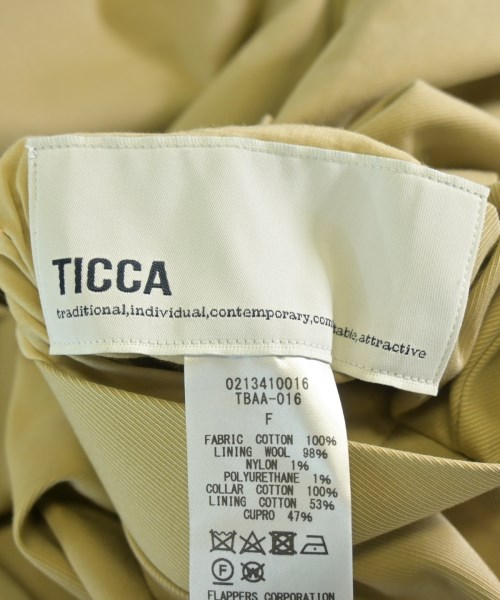 TICCA
traditional,individual,contemporary,com table,attractive
0213410016
TBAA-016
F
FABRIC COTTON 100%
LINING WOOL 98%
NYLON 1%
POLYURETHANE 1%
COLLAR COTTON 100%
LINING COTTON 53%
CUPRO 47%
F W
FLAPPERS CORPORATION